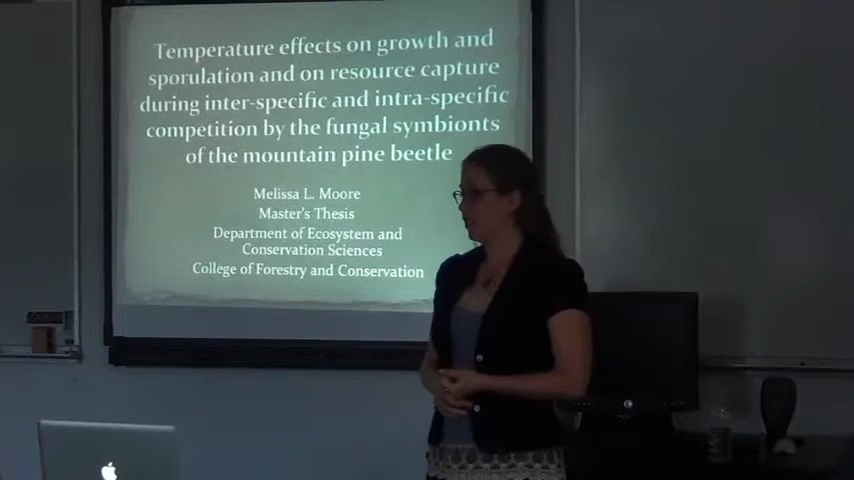 Temperature effects on growth and
sporulation and on resource capture
during inter-specific and intra-specific
competition by the fungal symbionts
of the mountain pine beetle
Melissa L. Moore
Master's Thesis
Department of Ecosystem and
Conservation Sciences
College of Forestry and Conservation